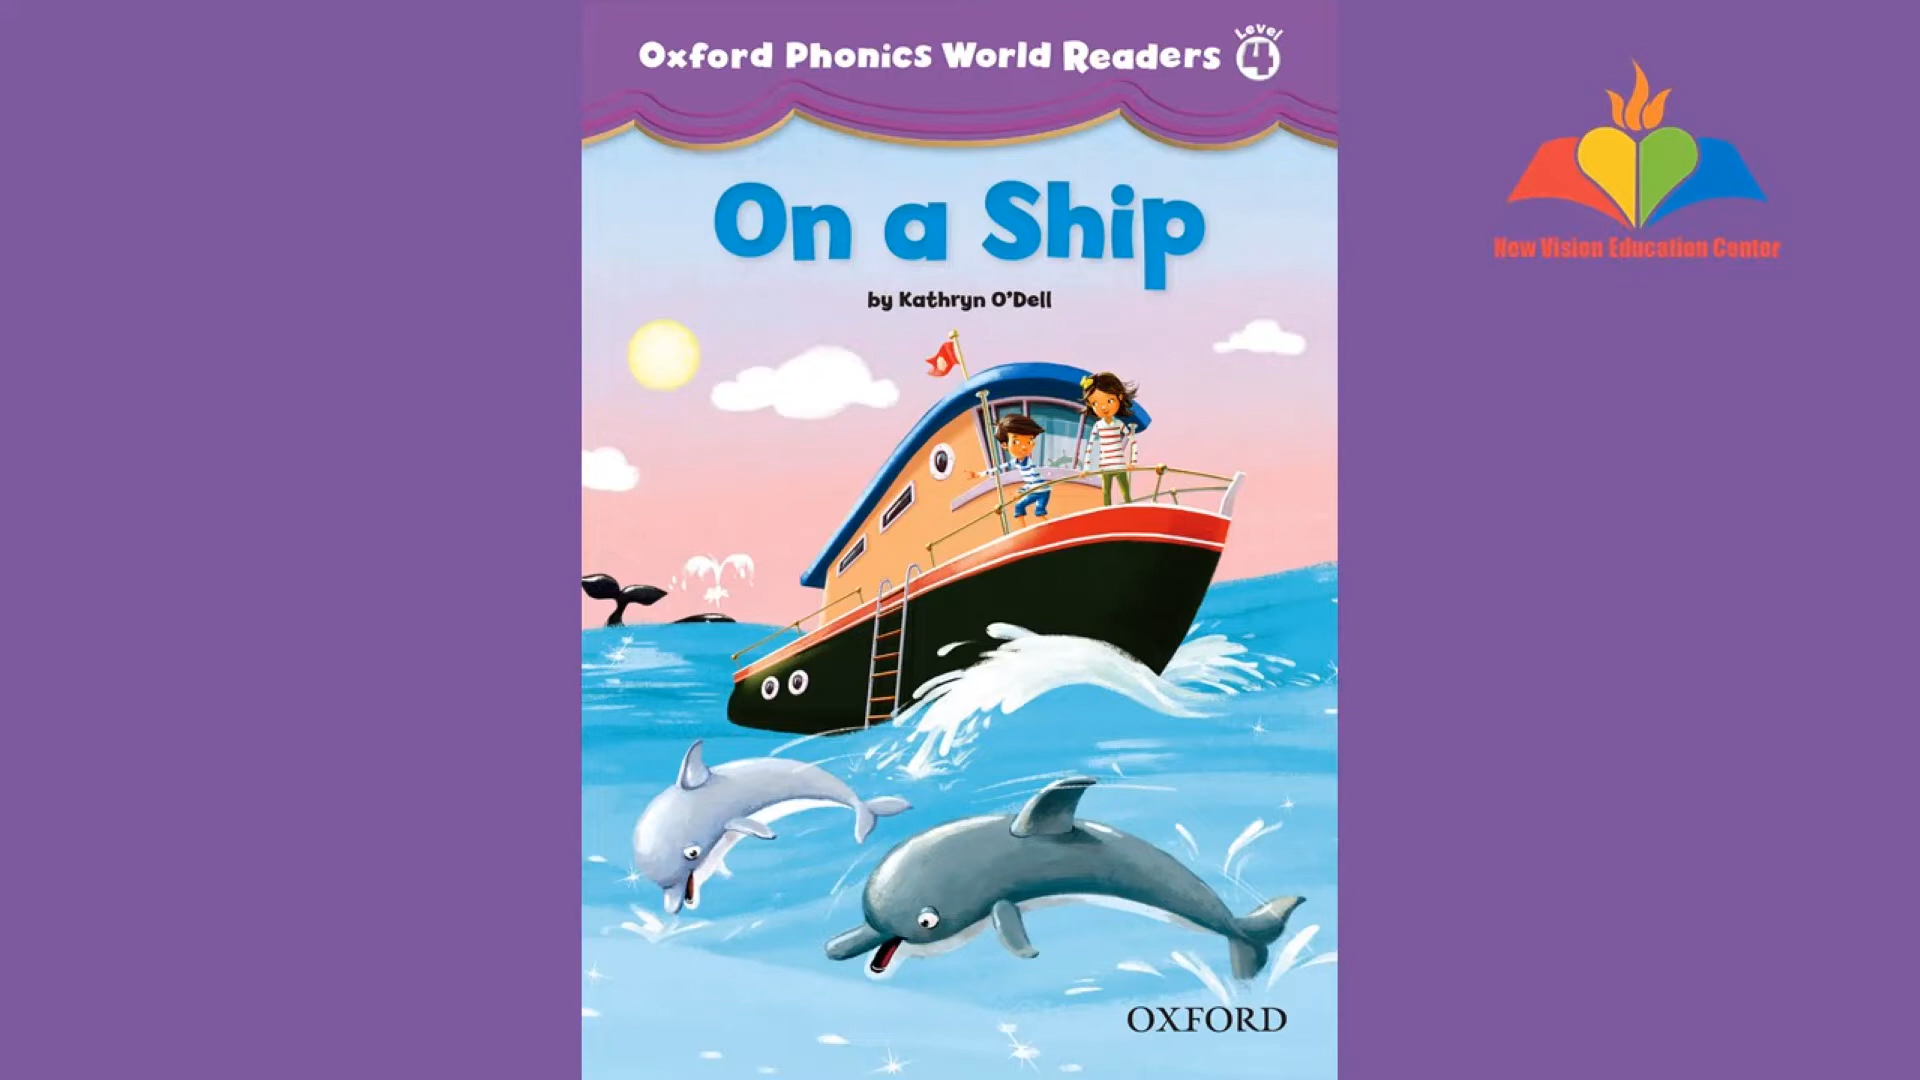 Oxford Phonics World Readers Level 4
On a Ship
by Kathryn O'Dell
New Vision Education Center
OXFORD